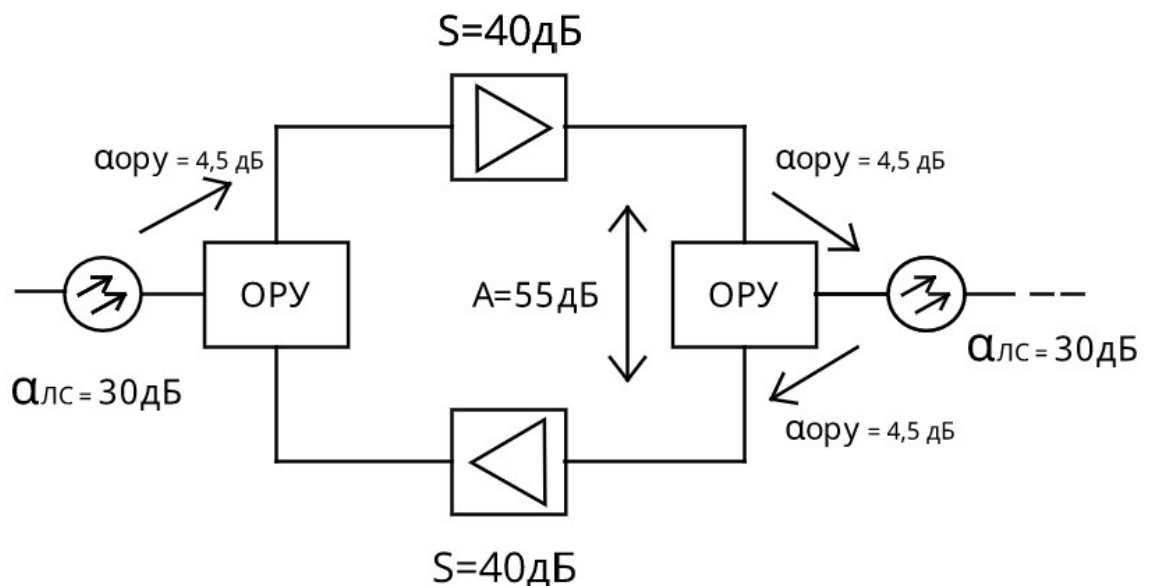 S=40дБ
αору = 4,5 дБ
αору = 4,5 дБ
ОРУ
A=55дБ
ОРУ
αлс = 30дБ
αлс = 30дБ
αору = 4,5 дБ
S=40дБ